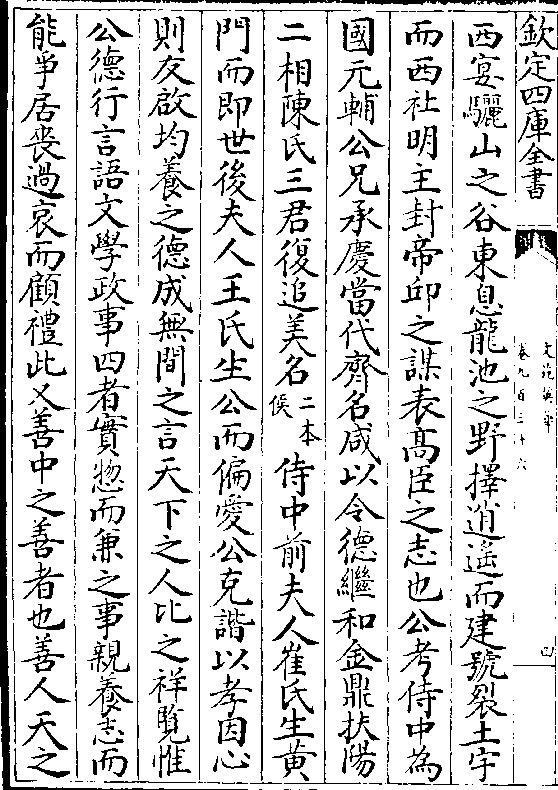 欽定四庫全書
文苑英華
卷九百三十六
四
西宴驪山之谷東息龍池之野擇逍遙而建號裂土宇
而西社明主封帝邱之謀表髙臣之志也公考侍中為
國元輔公兄承慶當代齊名咸以令德繼和金鼎扶陽
二相陳氏三君復追美名二本侯侍中前夫人崔氏生黄
門而即世後夫人王氏生公而偏愛公克諧以孝因心
則友啟均養之德成無間之言天下之人比之祥覽惟
公德行言語文學政事四者實惣而兼之事親養志而
能爭居喪過哀而顧禮此又善中之善者也善人天之